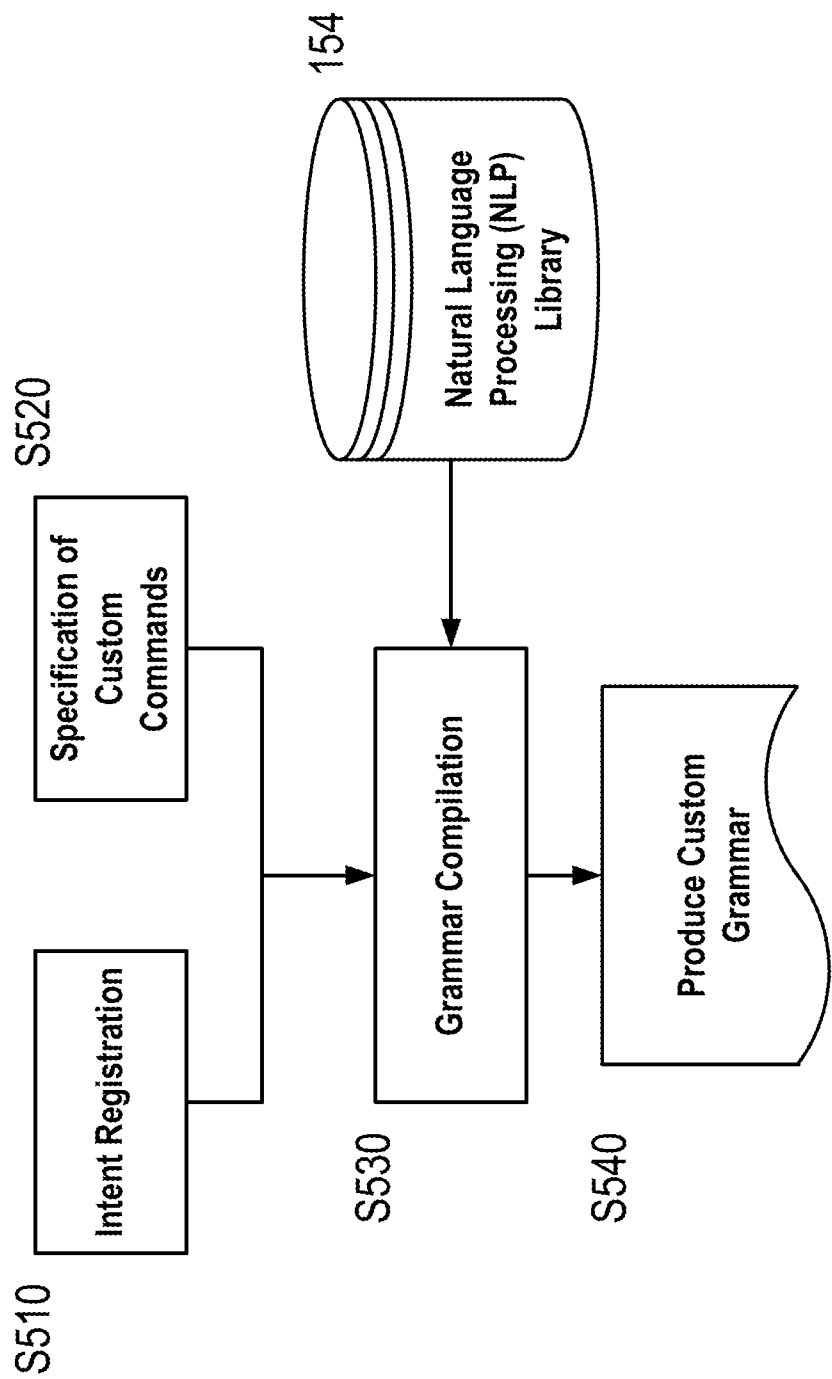 S510
Intent Registration
S520
Specification of
Custom
Commands
S530
Grammar Compilation
154
Natural Language
Processing (NLP)
Library
S540
Produce Custom
Grammar